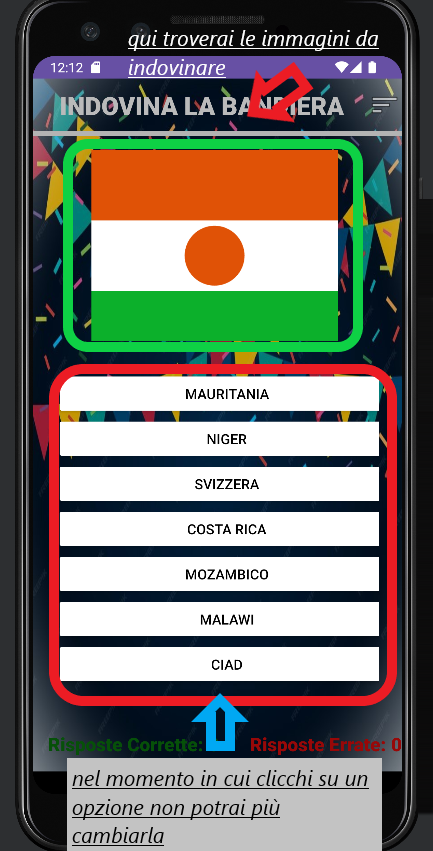 qui troverai le immagini da
indovinare
12:12
INDOVINA LA BANDIERA
MAURITANIA
NIGER
SVIZZERA
COSTA RICA
MOZAMBICO
MALAWI
CIAD
Risposte Corrette: Risposte Errate: 0
nel momento in cui clicchi su un
opzione non potrai più
cambiarla